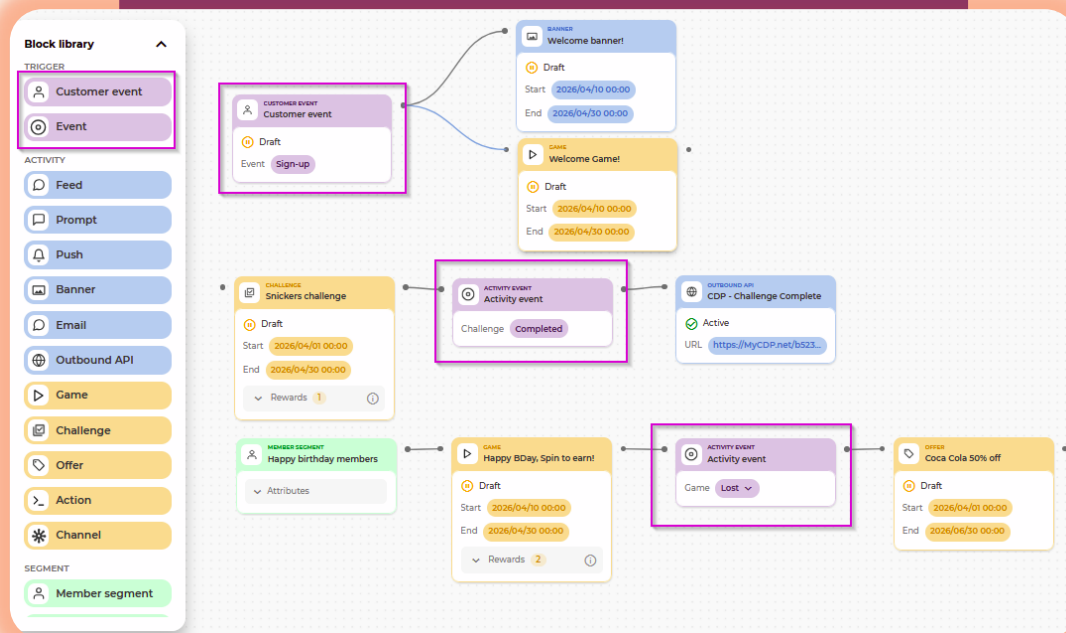 Block library
TRIGGER
Customer event
Event
ACTIVITY
Feed
Prompt
Push
Banner
Email
Outbound API
Game
Challenge
Offer
Action
Channel
SEGMENT
Member segment
CUSTOMER EVENT
Customer event
Draft
Event Sign-up
BANNER
Welcome banner!
Draft
Start 2026/04/10 00:00
End 2026/04/30 00:00
GAME
Welcome Game!
Draft
Start 2026/04/10 00:00
End 2026/04/30 00:00
CHALLENGE
Snickers challenge
Draft
Start 2026/04/01 00:00
End 2026/04/30 00:00
Rewards 1
ACTIVITY EVENT
Activity event
Challenge Completed
OUTBOUND API
CDP - Challenge Complete
Active
URL https://MyCDP.net/b523...
MEMBER SEGMENT
Happy birthday members
Attributes
GAME
Happy BDay, Spin to earn!
Draft
Start 2026/04/10 00:00
End 2026/04/30 00:00
Rewards 2
ACTIVITY EVENT
Activity event
Game Lost
OFFER
Coca Cola 50% off
Draft
Start 2026/04/01 00:00
End 2026/06/30 00:00